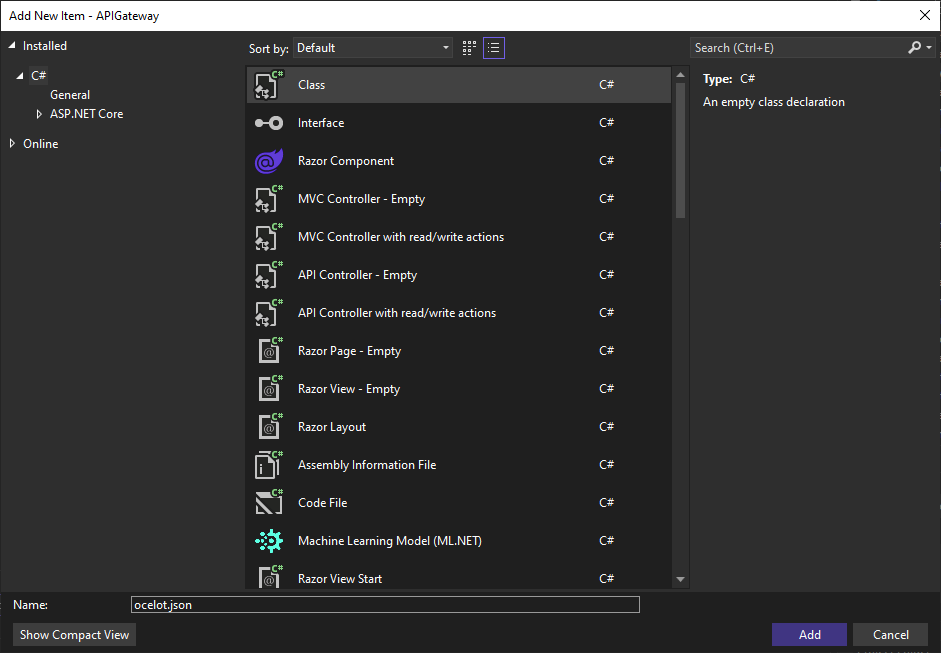 Add New Item - APIGateway
Installed
C#
General
ASP.NET Core
Online
Sort by: Default
Class C#
Interface C#
Razor Component C#
MVC Controller - Empty C#
MVC Controller with read/write actions C#
API Controller - Empty C#
API Controller with read/write actions C#
Razor Page - Empty C#
Razor View - Empty C#
Razor Layout C#
Assembly Information File C#
Code File C#
Machine Learning Model (ML.NET) C#
Razor View Start C#
Search (Ctrl+E)
Type: C#
An empty class declaration
Name: ocelot.json
Show Compact View
Add
Cancel